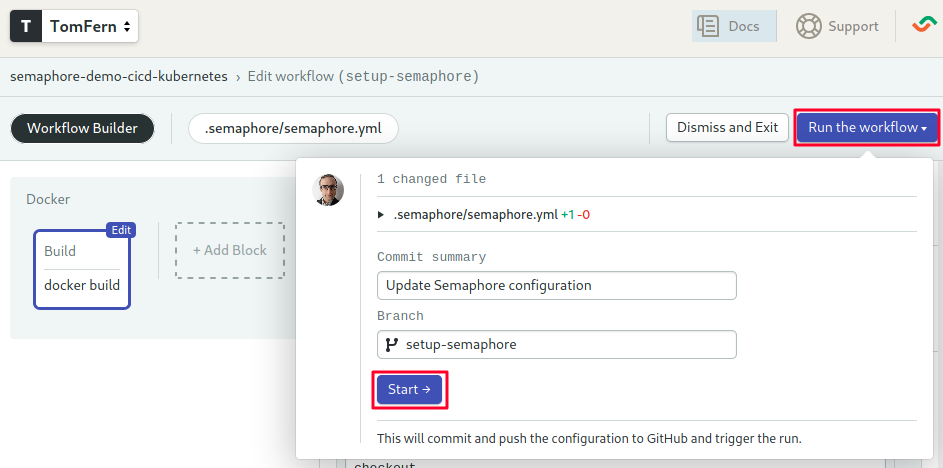 T TomFern Docs Support
semaphore-demo-cicd-kubernetes › Edit workflow (setup-semaphore)
Workflow Builder .semaphore/semaphore.yml Dismiss and Exit Run the workflow
1 changed file
.semaphore/semaphore.yml +1 -0
Docker
Edit
Build
docker build
+ Add Block
Commit summary
Update Semaphore configuration
Branch
setup-semaphore
Start →
This will commit and push the configuration to GitHub and trigger the run.
checkout